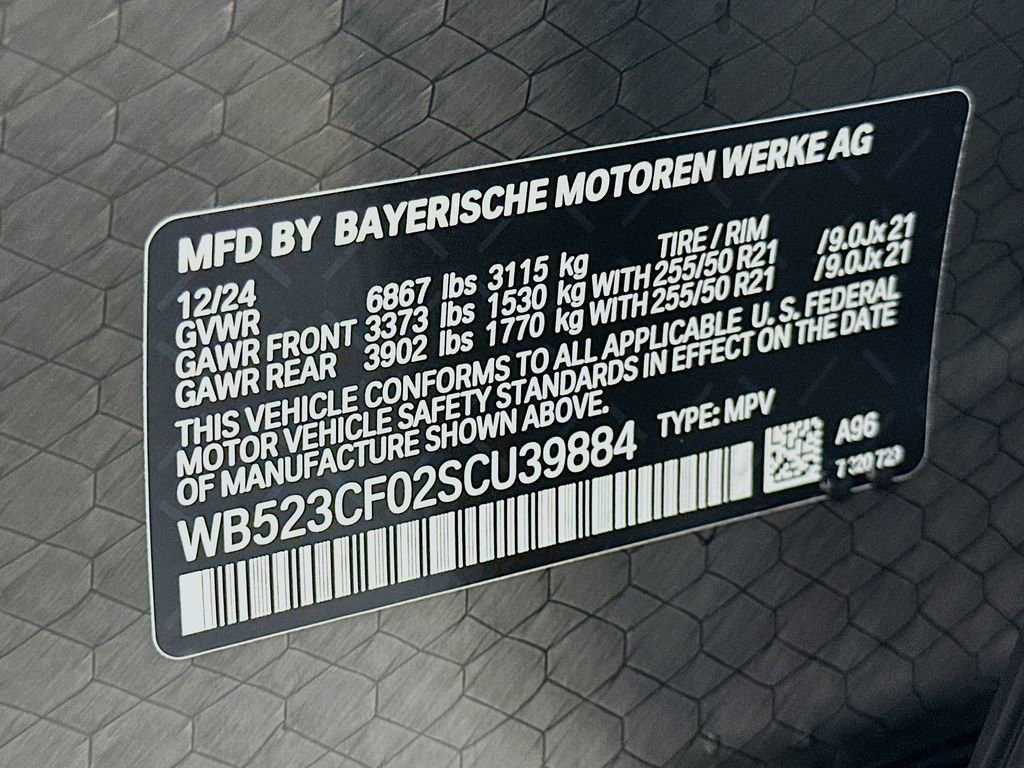 MFD BY BAYERISCHE MOTOREN WERKE AG
12/24 TIRE / RIM
GVWR 6867 lbs 3115 kg
GAWR FRONT 3373 lbs 1530 kg WITH 255/50 R21 /9.0Jx21
GAWR REAR 3902 lbs 1770 kg WITH 255/50 R21 /9.0Jx21
THIS VEHICLE CONFORMS TO ALL APPLICABLE U. S. FEDERAL
MOTOR VEHICLE SAFETY STANDARDS IN EFFECT ON THE DATE
OF MANUFACTURE SHOWN ABOVE.
WB523CF02SCU39884 TYPE: MPV
A96